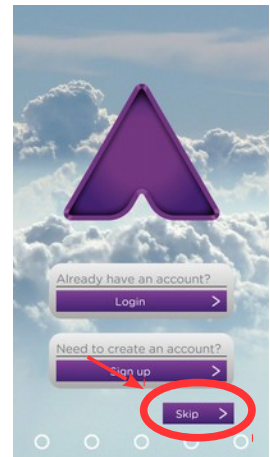 Already have an account?
Login >
Need to create an account?
Sign up >
Skip >